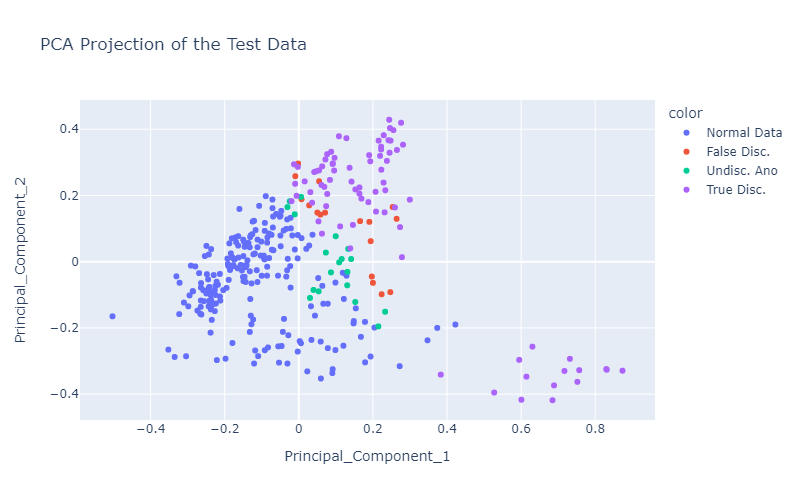 PCA Projection of the Test Data
color
Normal Data
False Disc.
Undisc. Ano
True Disc.
Principal_Component_2
0.4
0.2
0
−0.2
−0.4
−0.4
−0.2
0
0.2
0.4
0.6
0.8
Principal_Component_1